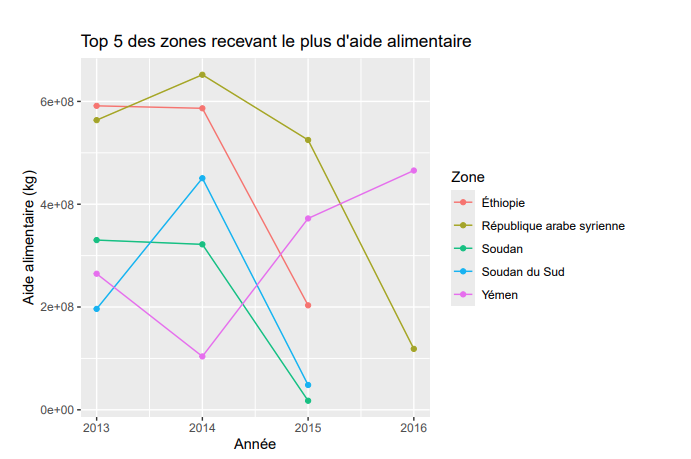 Top 5 des zones recevant le plus d'aide alimentaire
Aide alimentaire (kg)
6e+08
4e+08
2e+08
0e+00
2013
2014
2015
2016
Année
Zone
Éthiopie
République arabe syrienne
Soudan
Soudan du Sud
Yémen